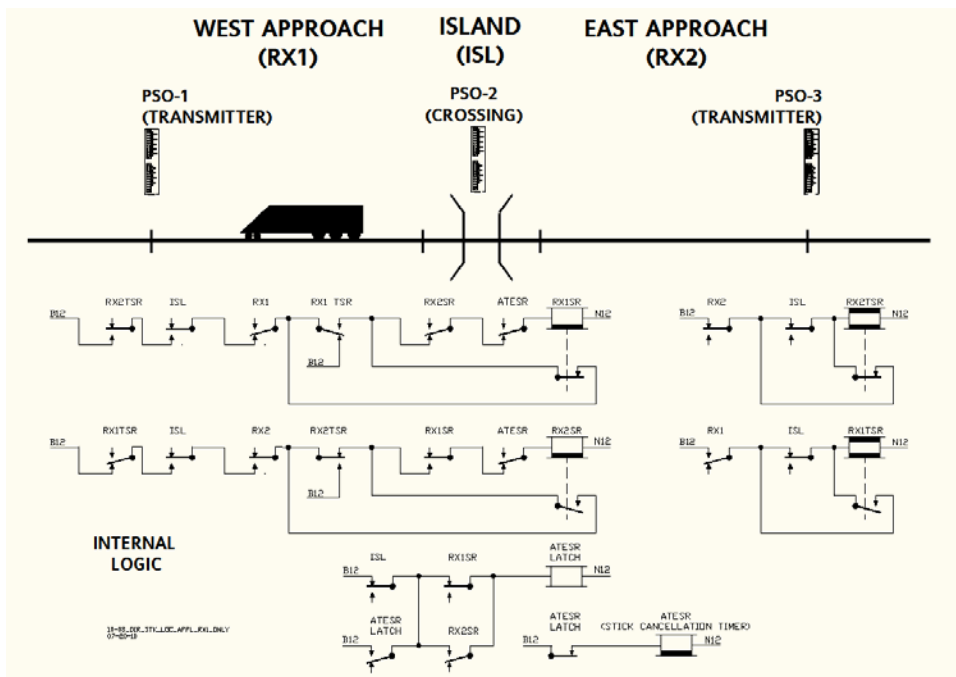 WEST APPROACH
(RX1)
ISLAND
(ISL)
EAST APPROACH
(RX2)
PSO-1
(TRANSMITTER)
PSO-2
(CROSSING)
PSO-3
(TRANSMITTER)
B12 RX2TSR ISL RX1 RX1 TSR RX2SR ATESR RX1SR N12
B12
RX2 ISL RX2TSR
B12 N12
B12 RX1TSR ISL RX2 RX2TSR RX1SR ATESR RX2SR N12
B12
RX1 ISL RX1TSR
B12 N12
INTERNAL
LOGIC
ISL RX1SR ATESR
LATCH
B12 N12
ATESR
LATCH
B12 RX2SR
ATESR
LATCH
B12
ATESR
(STICK CANCELLATION TIMER)
N12